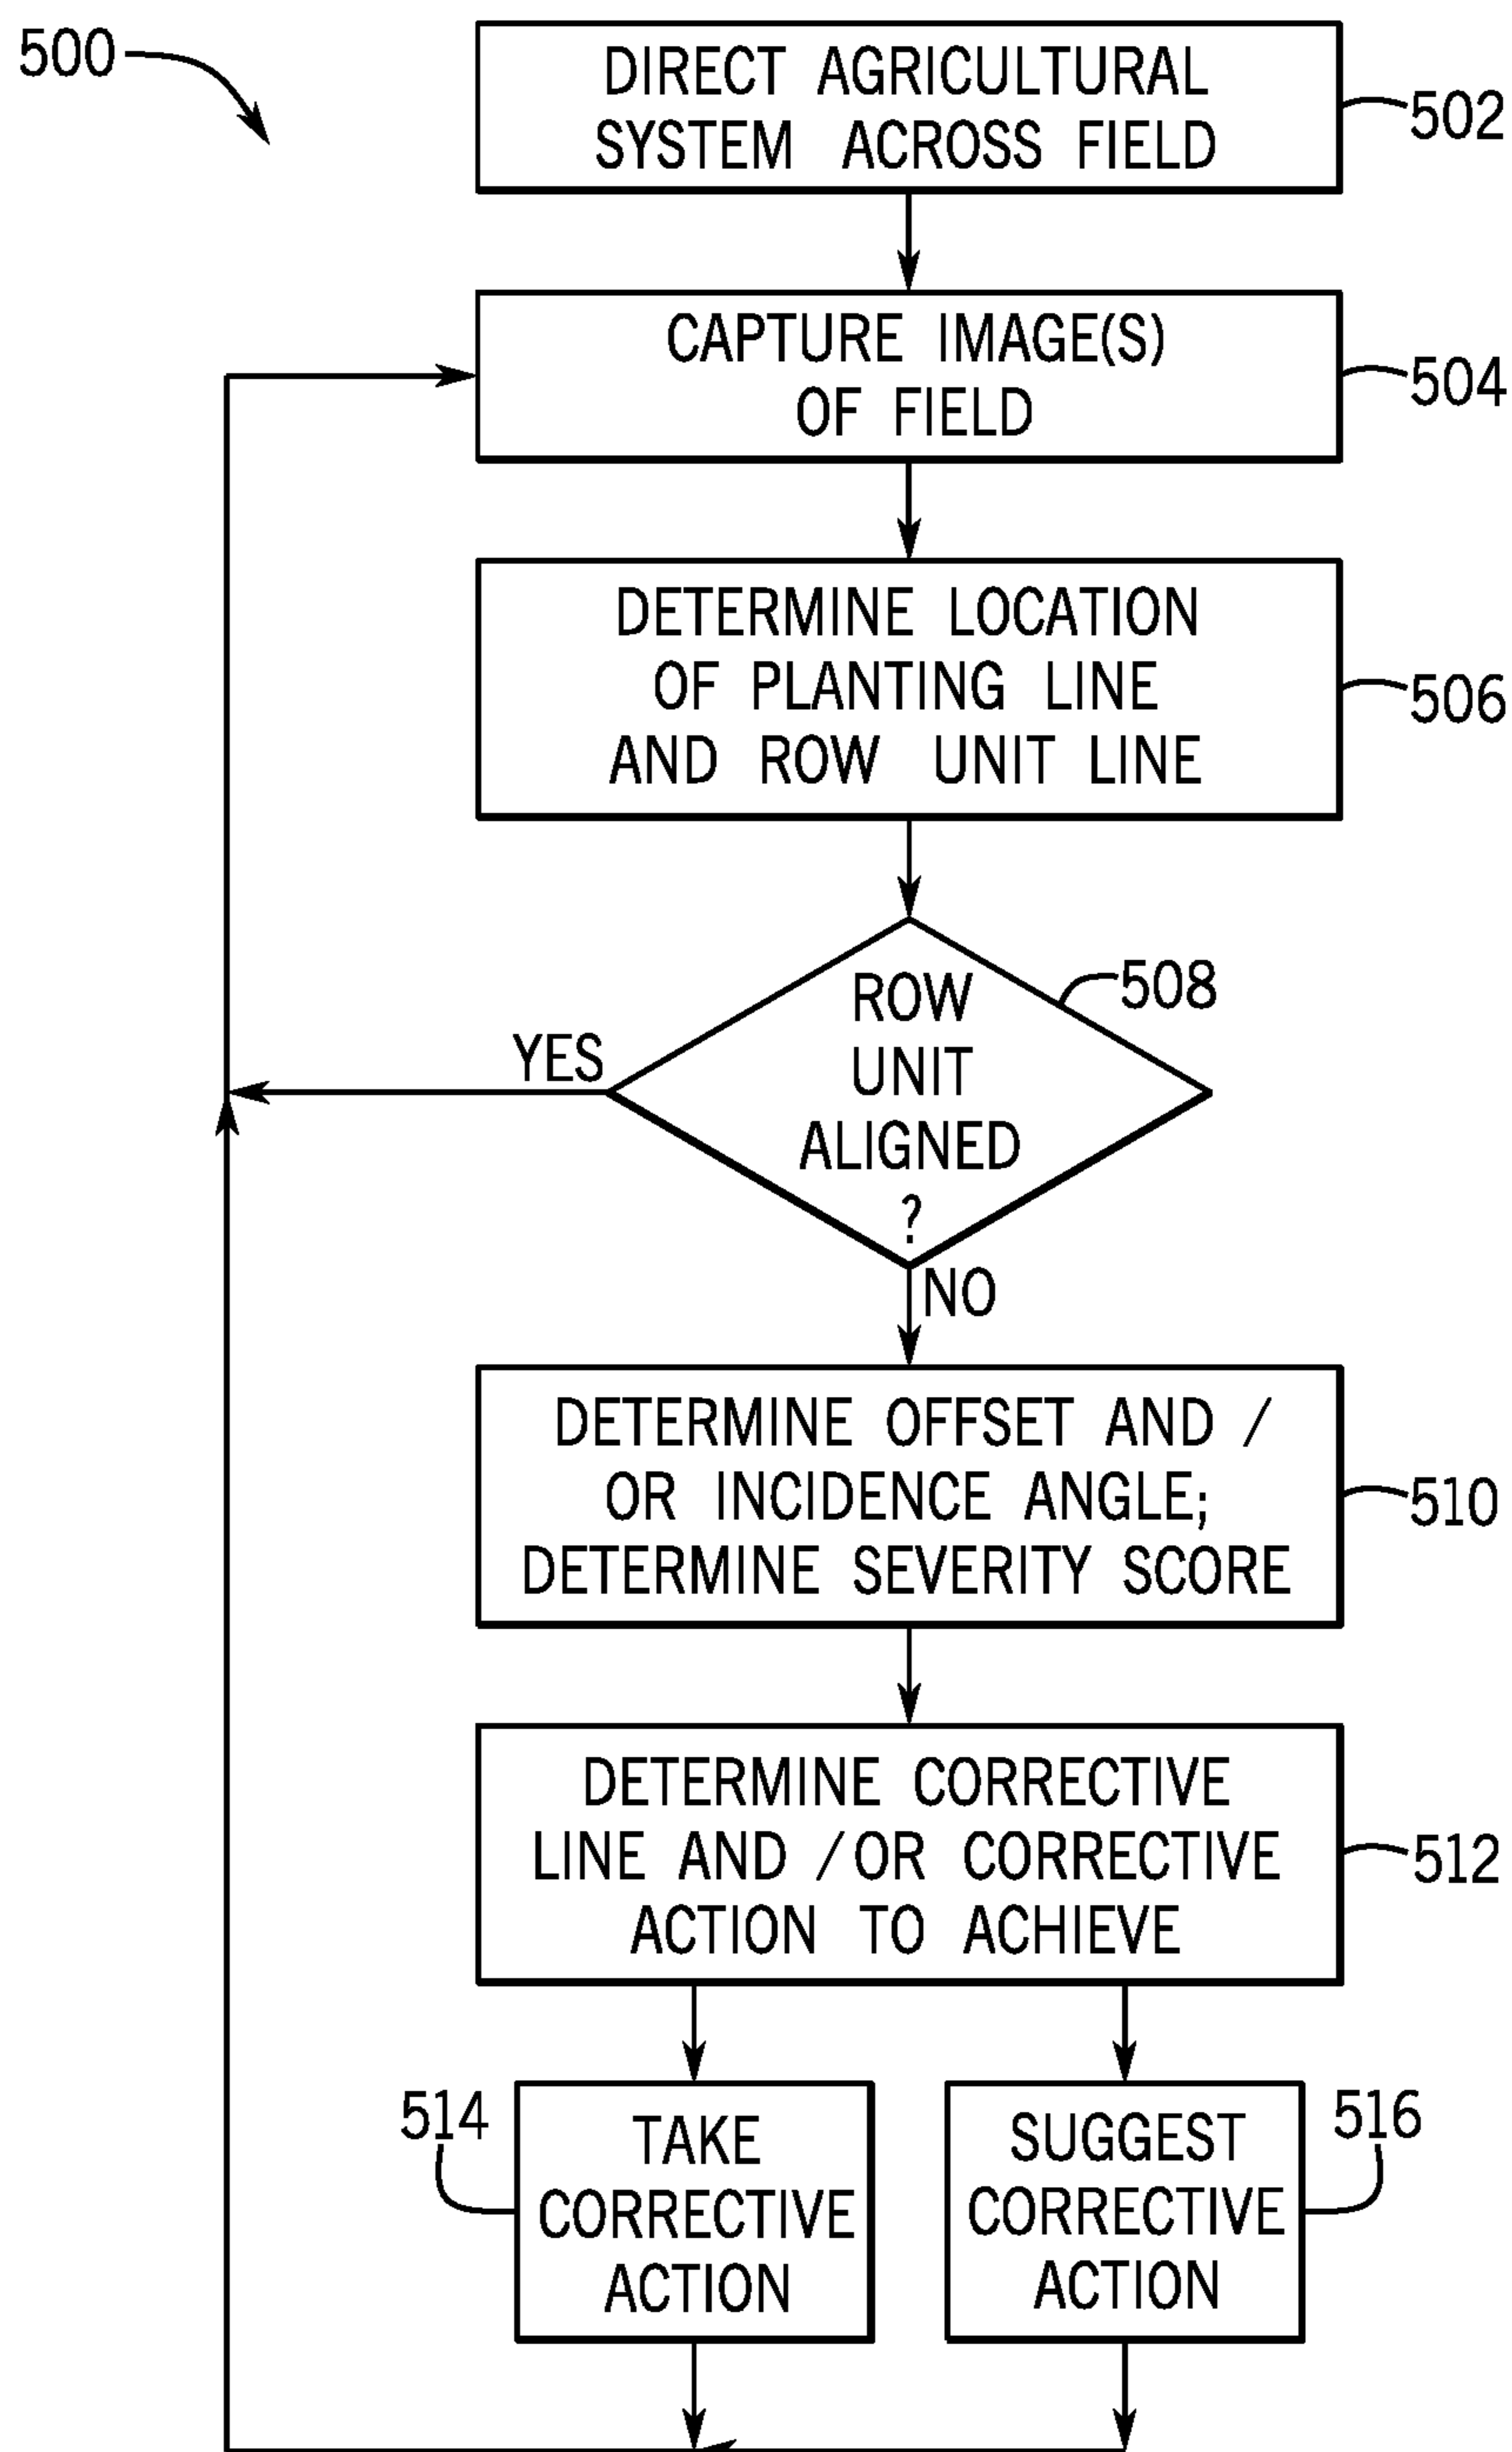 500
DIRECT AGRICULTURAL
SYSTEM ACROSS FIELD
502
CAPTURE IMAGE(S)
OF FIELD
504
DETERMINE LOCATION
OF PLANTING LINE
AND ROW UNIT LINE
506
ROW
UNIT
ALIGNED
?
508
YES
NO
DETERMINE OFFSET AND /
OR INCIDENCE ANGLE;
DETERMINE SEVERITY SCORE
510
DETERMINE CORRECTIVE
LINE AND /OR CORRECTIVE
ACTION TO ACHIEVE
512
514
TAKE
CORRECTIVE
ACTION
SUGGEST
CORRECTIVE
ACTION
516